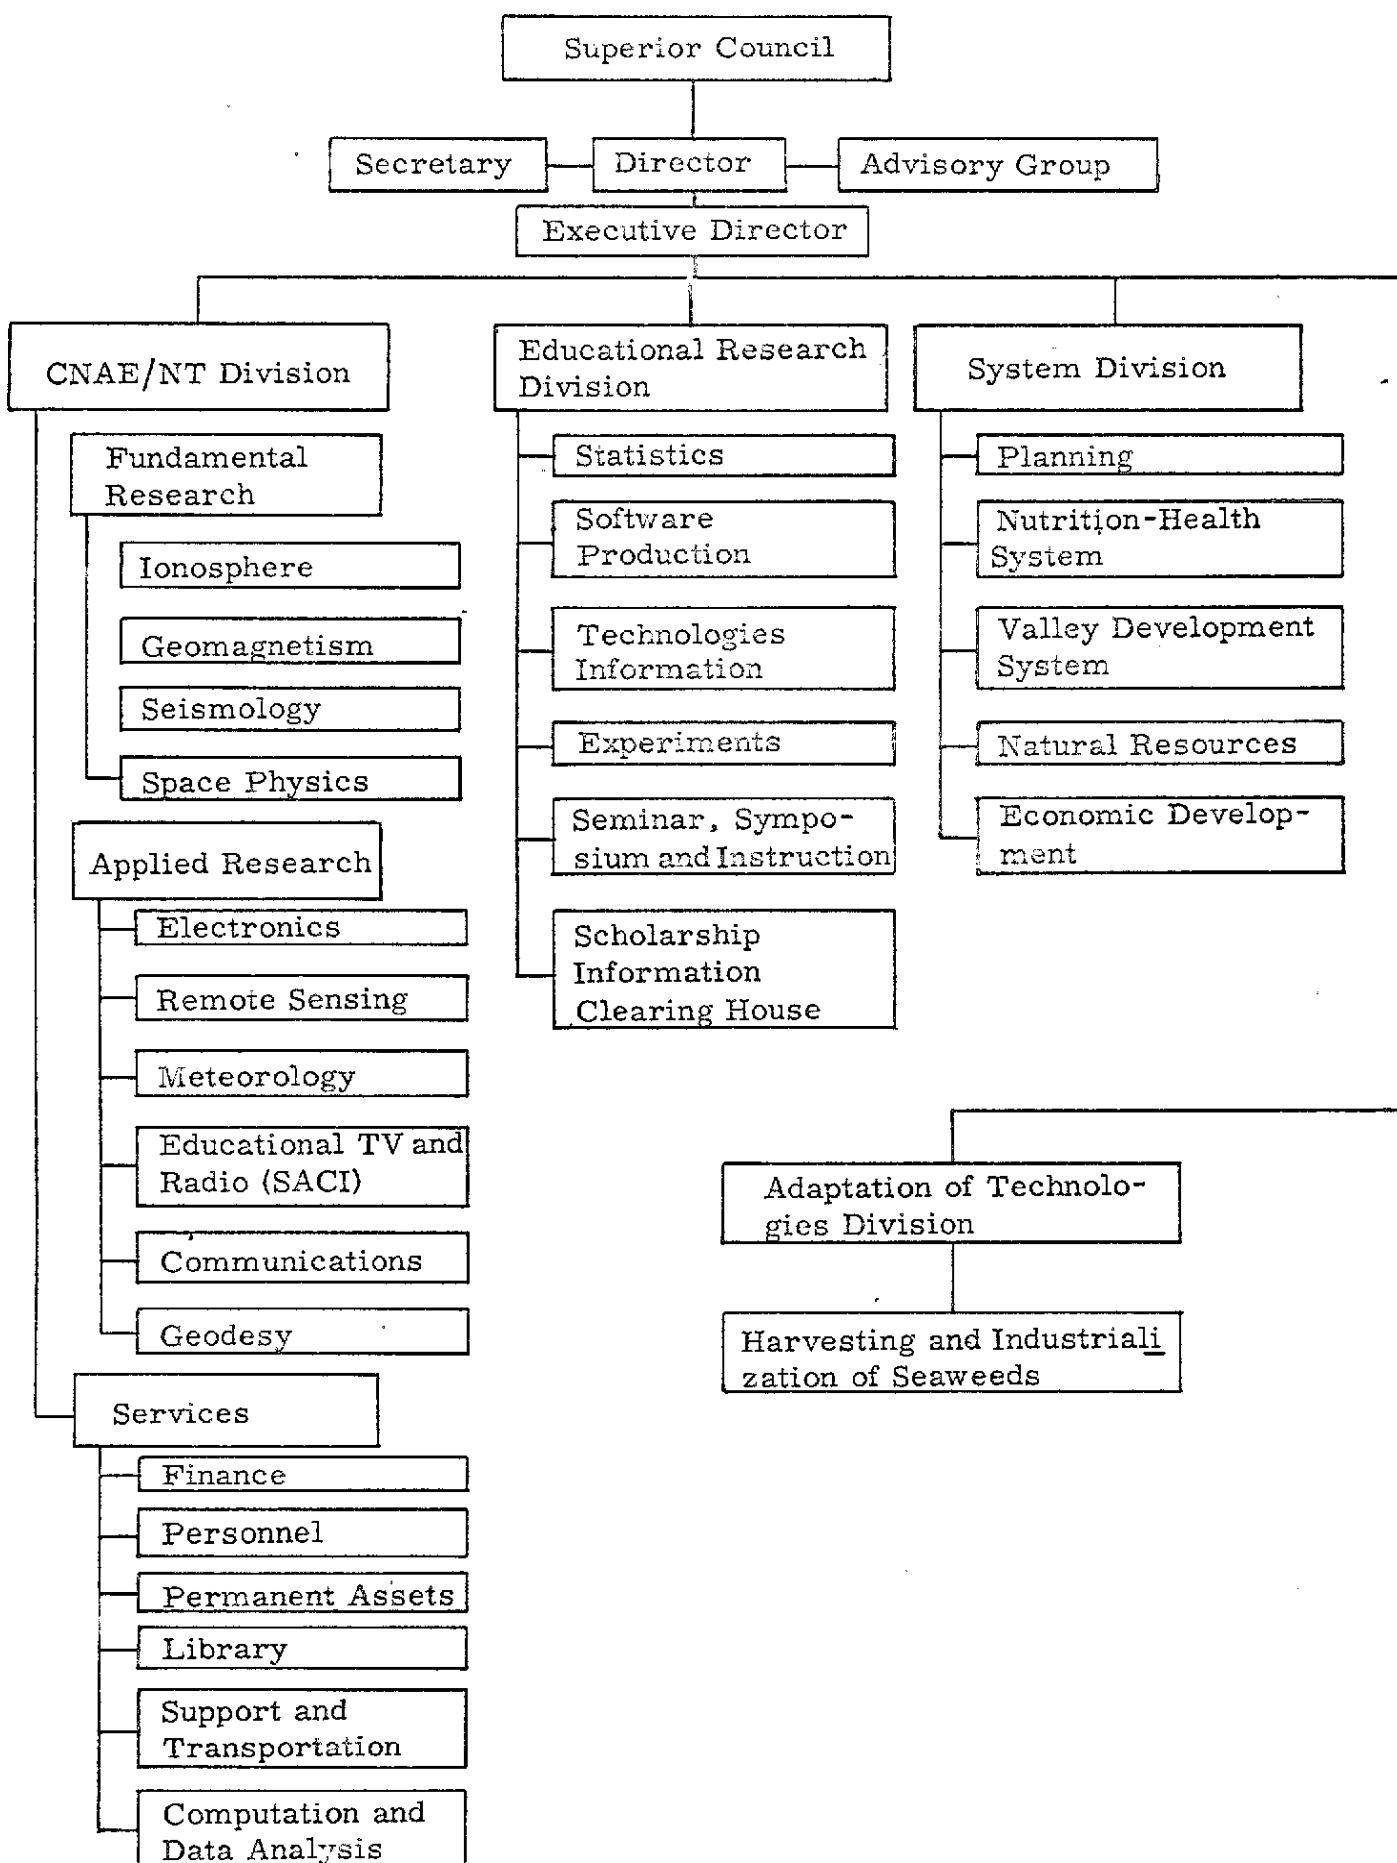 Superior Council
Secretary
Director
Advisory Group
Executive Director
CNAE/NT Division
Fundamental
Research
Ionosphere
Geomagnetism
Seismology
Space Physics
Applied Research
Electronics
Remote Sensing
Meteorology
Educational TV and
Radio (SACI)
Communications
Geodesy
Services
Finance
Personnel
Permanent Assets
Library
Support and
Transportation
Computation and
Data Analysis
Educational Research
Division
Statistics
Software
Production
Technologies
Information
Experiments
Seminar, Sympo-
sium and Instruction
Scholarship
Information
Clearing House
System Division
Planning
Nutrition-Health
System
Valley Development
System
Natural Resources
Economic Develop-
ment
Adaptation of Technolo-
gies Division
Harvesting and Industriali
zation of Seaweeds